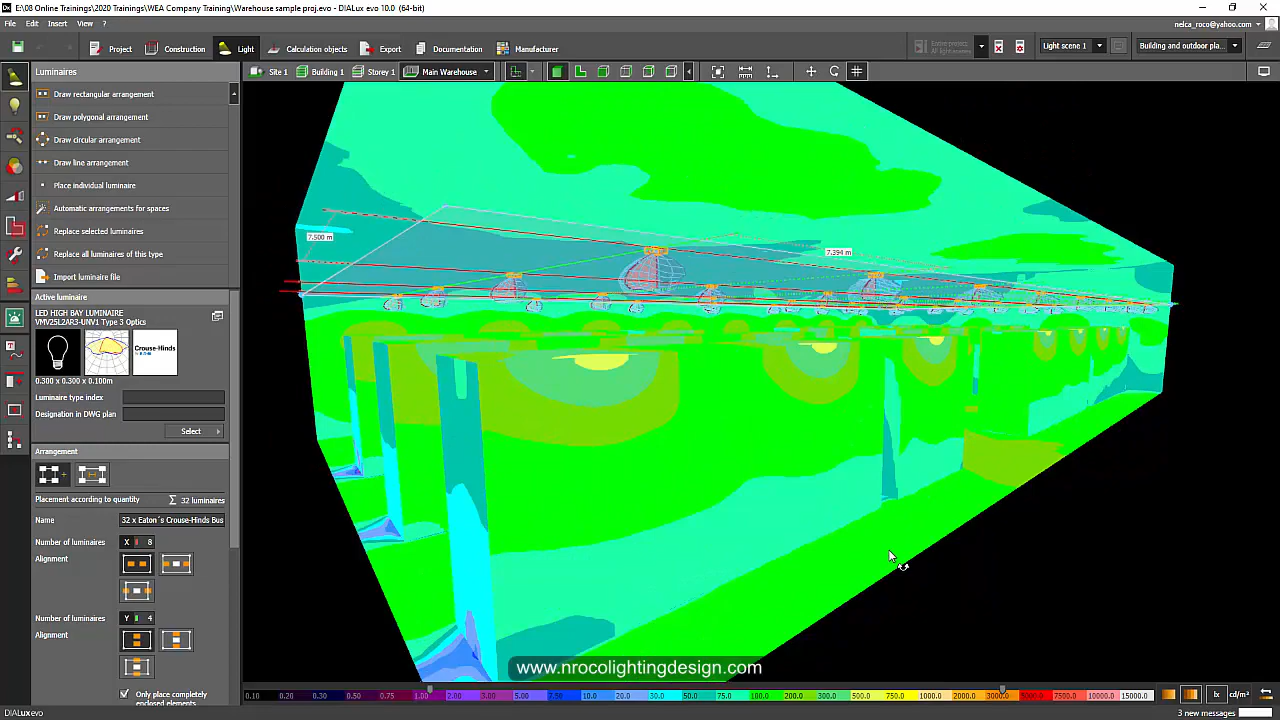 E:\08 Online Trainings\2020 Trainings\WEA Company Training\Warehouse sample proj.evo - DIALux evo 10.0 (64-bit)
File Edit Insert View ?
nelca_roco@yahoo.com
Project Construction Light Calculation objects Export Documentation Manufacturer
Entire project
All light scenes
Light scene 1
Building and outdoor pla...
Luminaires
Site 1 Building 1 Storey 1 Main Warehouse
Draw rectangular arrangement
Draw polygonal arrangement
Draw circular arrangement
Draw line arrangement
Place individual luminaire
Automatic arrangements for spaces
Replace selected luminaires
Replace all luminaires of this type
Import luminaire file
7.500 m
7.394 m
Active luminaire
LED HIGH BAY LUMINAIRE
Crouse-Hinds
0.300 x 0.300 x 0.100m
Luminaire type index
Designation in DWG plan
Select
Arrangement
Placement according to quantity Σ 32 luminaires
Name 32 x Eaton´s Crouse-Hinds Bus
Number of luminaires X 8
Alignment
Number of luminaires Y 4
Alignment
Only place completely
enclosed elements
www.nrocolightingdesign.com
0.10 0.20 0.30 0.50 0.75 1.00 2.00 3.00 5.00 7.50 10.0 20.0 30.0 50.0 75.0 100.0 200.0 300.0 500.0 750.0 1000.0 2000.0 3000.0 5000.0 7500.0 10000.0 15000.0 lx cd/m²
DIALuxevo
3 new messages